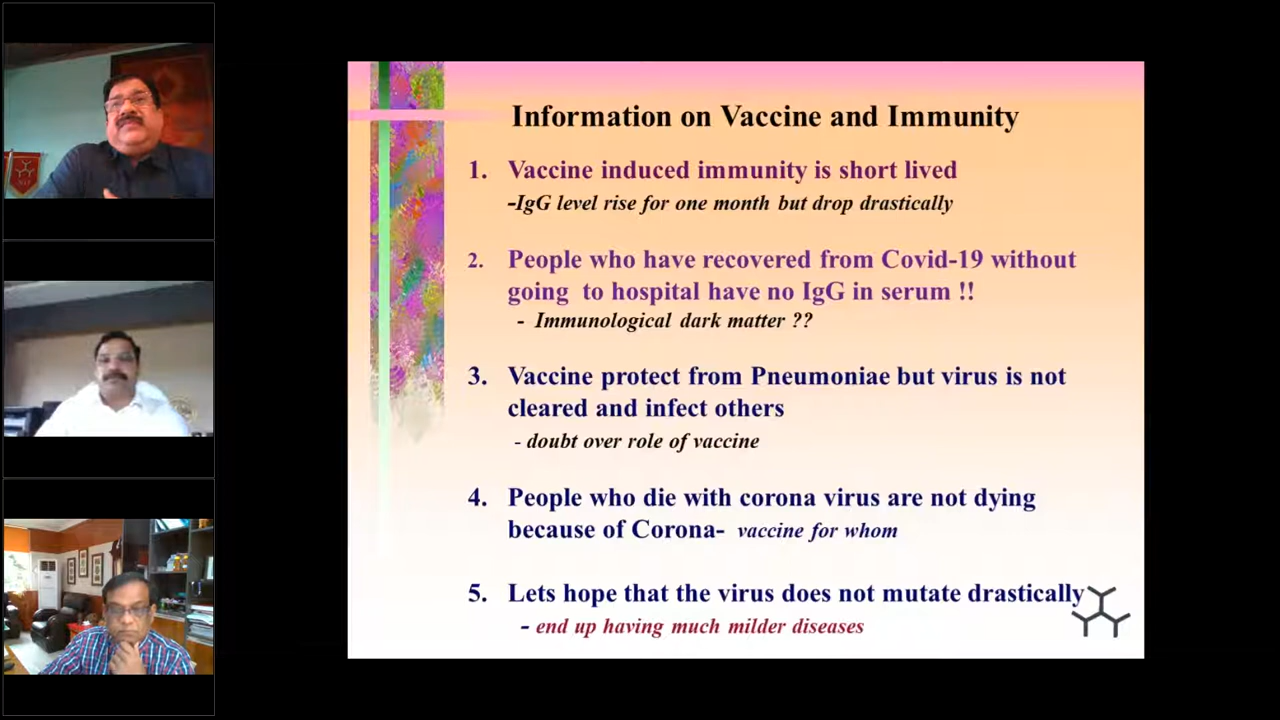 Information on Vaccine and Immunity
1. Vaccine induced immunity is short lived
-IgG level rise for one month but drop drastically
2. People who have recovered from Covid-19 without
going to hospital have no IgG in serum !!
- Immunological dark matter ??
3. Vaccine protect from Pneumoniae but virus is not
cleared and infect others
- doubt over role of vaccine
4. People who die with corona virus are not dying
because of Corona- vaccine for whom
5. Lets hope that the virus does not mutate drastically
- end up having much milder diseases